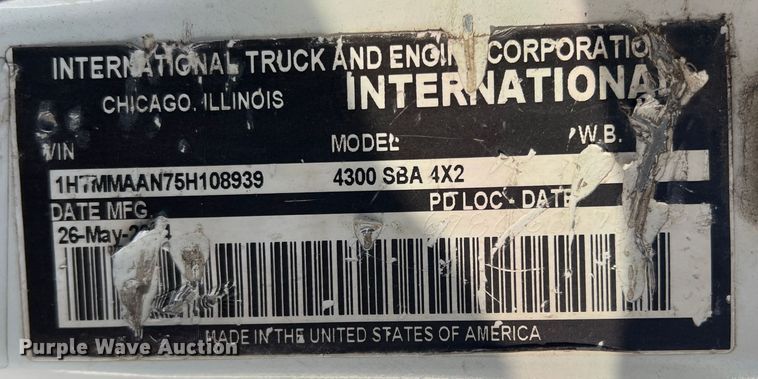 INTERNATIONAL TRUCK AND ENGINE CORPORATIO
CHICAGO, ILLINOIS INTERNATIONA
VIN MODEL W.B.
1HTMMAAN75H108939 4300 SBA 4X2
DATE MFG. PD LOC - DATE
MADE IN THE UNITED STATES OF AMERICA
Purple Wave Auction